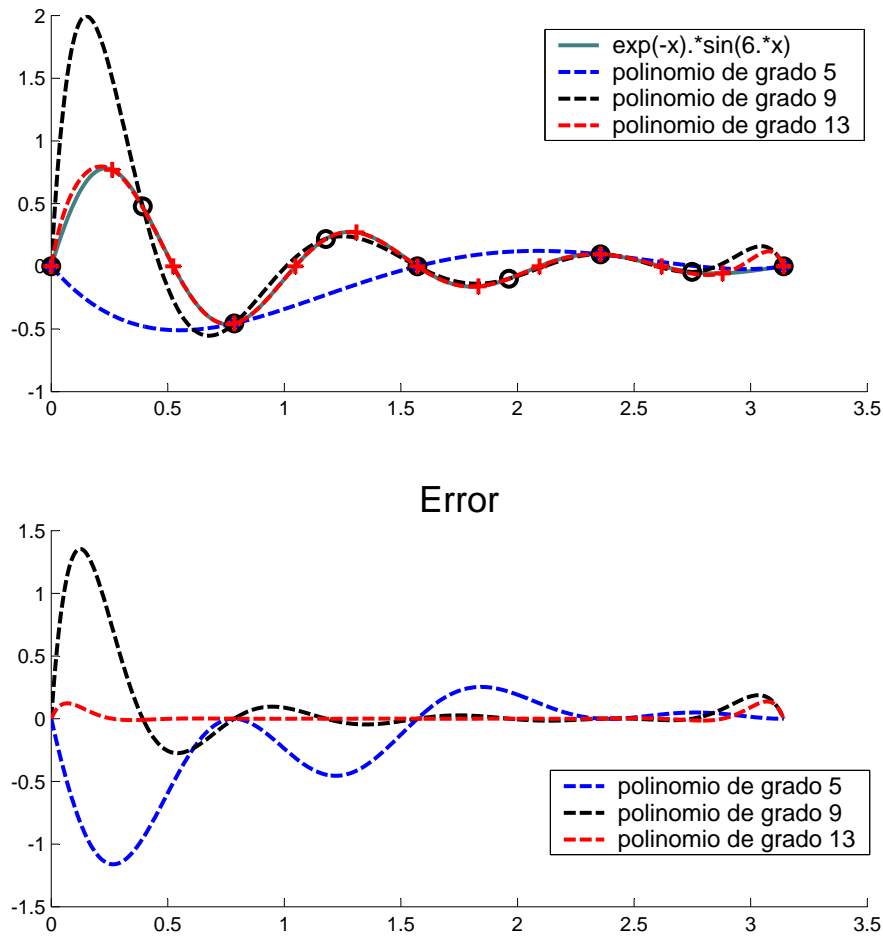 2
1.5
1
0.5
0
-0.5
-1
0 0.5 1 1.5 2 2.5 3 3.5
exp(-x).*sin(6.*x)
polinomio de grado 5
polinomio de grado 9
polinomio de grado 13
Error
1.5
1
0.5
0
-0.5
-1
-1.5
0 0.5 1 1.5 2 2.5 3 3.5
polinomio de grado 5
polinomio de grado 9
polinomio de grado 13